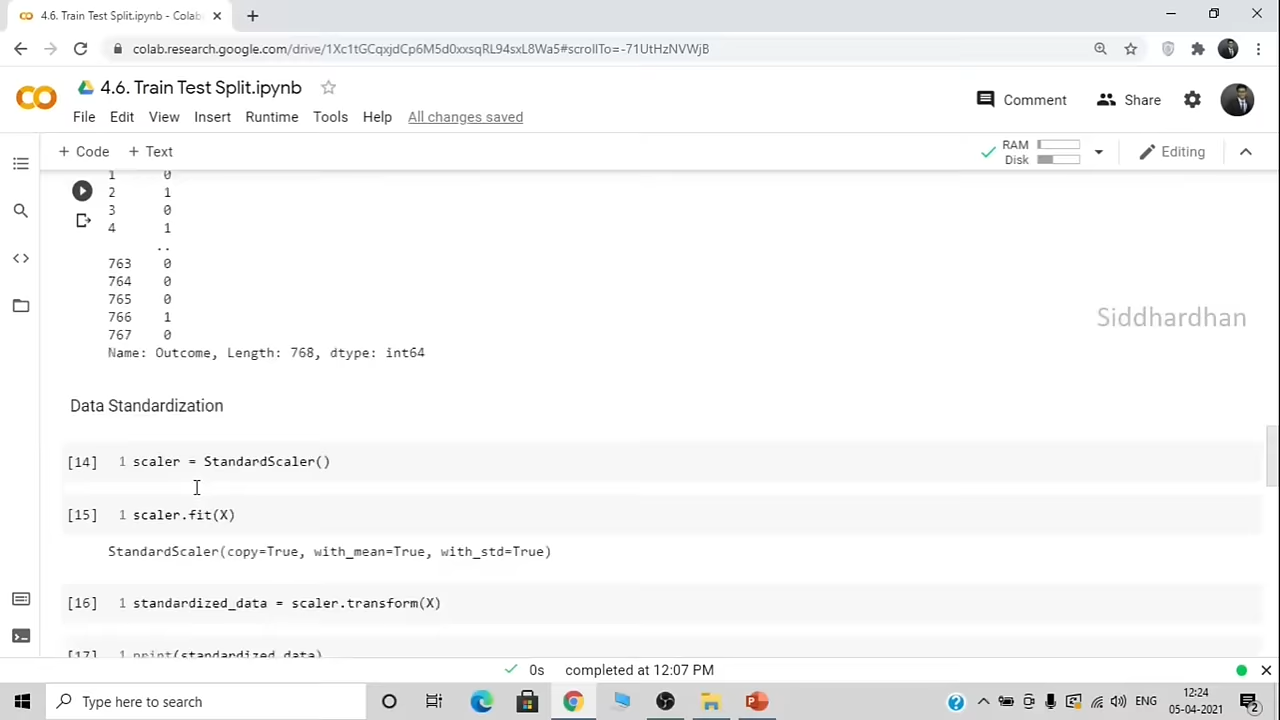 4.6. Train Test Split.ipynb - Colab
colab.research.google.com/drive/1Xc1tGCqxjdCp6M5d0xxsqRL94sxL8Wa5#scrollTo=-71UtHzNVWjB
4.6. Train Test Split.ipynb
Comment
Share
File Edit View Insert Runtime Tools Help All changes saved
+ Code + Text
RAM
Disk
Editing
1 0
2 1
3 0
4 1
..
763 0
764 0
765 0
766 1
767 0
Name: Outcome, Length: 768, dtype: int64
Siddhardhan
Data Standardization
[14] 1 scaler = StandardScaler()
[15] 1 scaler.fit(X)
StandardScaler(copy=True, with_mean=True, with_std=True)
[16] 1 standardized_data = scaler.transform(X)
[17] 1 print(standardized_data)
0s completed at 12:07 PM
Type here to search
ENG
12:24
05-04-2021
2